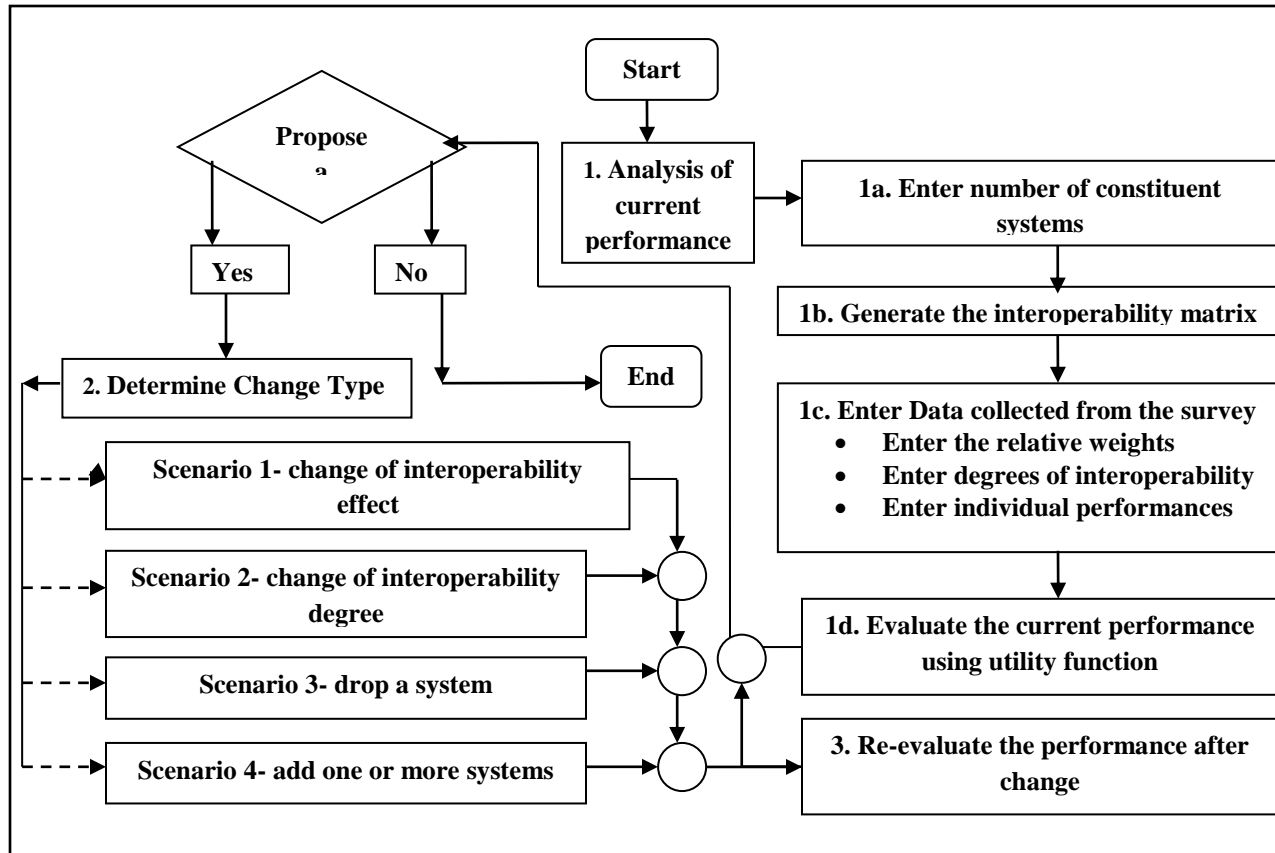 Start
Propose
a
1. Analysis of
current
performance
1a. Enter number of constituent
systems
Yes
No
1b. Generate the interoperability matrix
2. Determine Change Type
End
1c. Enter Data collected from the survey
• Enter the relative weights
• Enter degrees of interoperability
• Enter individual performances
Scenario 1- change of interoperability
effect
Scenario 2- change of interoperability
degree
1d. Evaluate the current performance
using utility function
Scenario 3- drop a system
3. Re-evaluate the performance after
change
Scenario 4- add one or more systems